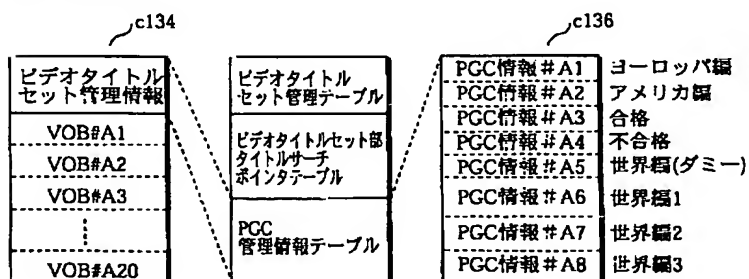 c134
c136
ビデオタイトル
セット管理情報
VOB#A1
VOB#A2
VOB#A3
VOB#A20
ビデオタイトル
セット管理テーブル
ビデオタイトルセット部
タイトルサーチ
ポインタテーブル
PGC
管理情報テーブル
PGC情報#A1 ヨーロッパ編
PGC情報#A2 アメリカ編
PGC情報#A3 合格
PGC情報#A4 不合格
PGC情報#A5 世界編(ダミー)
PGC情報#A6 世界編1
PGC情報#A7 世界編2
PGC情報#A8 世界編3